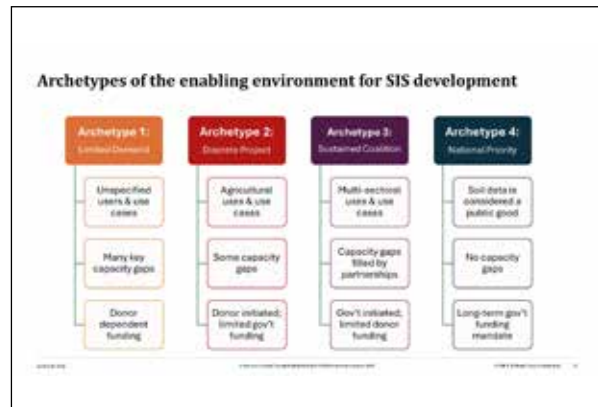 Archetypes of the enabling environment for SIS development
Archetype 1:
Limited Demand
Unspecified
users & use
cases
Many key
capacity gaps
Donor
dependent
funding
Archetype 2:
Discrete Project
Agricultural
uses & use
cases
Some capacity
gaps
Donor initiated;
limited gov't
funding
Archetype 3:
Sustained Coalition
Multi-sectoral
uses & use
cases
Capacity gaps
filled by
partnerships
Gov't initiated;
limited donor
funding
Archetype 4:
National Priority
Soil data is
considered a
public good
No capacity
gaps
Long-term gov't
funding
mandate